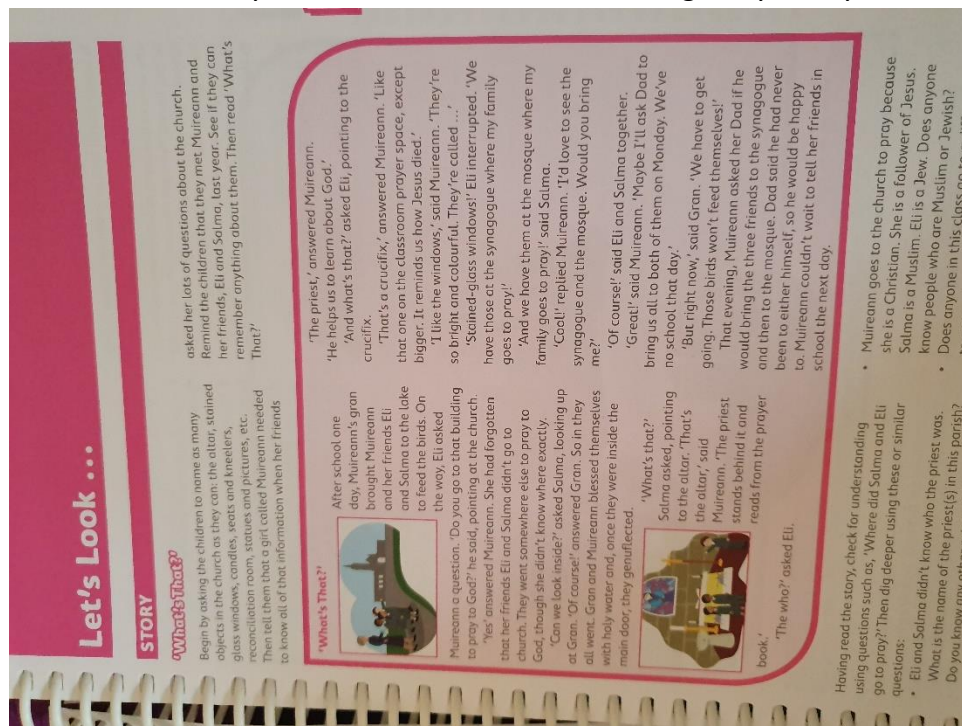 Let's Look ...
STORY
'What's That?'
Begin by asking the children to name as many
objects in the church as they can: the altar, stained
glass windows, candles, seats and kneelers,
reconciliation room, statues and pictures, etc.
Then tell them that a girl called Muireann needed
to know all of that information when her friends
asked her lots of questions about the church.
Remind the children that they met Muireann and
her friends, Eli and Salma, last year. See if they can
remember anything about them. Then read 'What's
That?'
'What's That?'
After school one
day, Muireann's gran
brought Muireann
and her friends Eli
and Salma to the lake
to feed the birds. On
the way, Eli asked
Muireann a question. 'Do you go to that building
to pray to God?' he said, pointing at the church.
'Yes' answered Muireann. She had forgotten
that her friends Eli and Salma didn't go to
church. They went somewhere else to pray to
God, though she didn't know where exactly.
'Can we look inside?' asked Salma, looking up
at Gran. 'Of course!' answered Gran. So in they
all went. Gran and Muireann blessed themselves
with holy water and, once they were inside the
main door, they genuflected.
'What's that?'
Salma asked, pointing
to the altar. 'That's
the altar,' said
Muireann. 'The priest
stands behind it and
reads from the prayer
book.'
'The who?' asked Eli.
'The priest,' answered Muireann.
'He helps us to learn about God.'
'And what's that?' asked Eli, pointing to the
crucifix.
'That's a crucifix,' answered Muireann. 'Like
that one on the classroom prayer space, except
bigger. It reminds us how Jesus died.'
'I like the windows,' said Muireann. 'They're
so bright and colourful. They're called ...'
'Stained-glass windows!' Eli interrupted. 'We
have those at the synagogue where my family
goes to pray!'
'And we have them at the mosque where my
family goes to pray!' said Salma.
'Cool!' replied Muireann. 'I'd love to see the
synagogue and the mosque. Would you bring
me?'
'Of course!' said Eli and Salma together.
'Great!' said Muireann. 'Maybe I'll ask Dad to
bring us all to both of them on Monday. We've
no school that day.'
'But right now,' said Gran. 'We have to get
going. Those birds won't feed themselves!'
That evening, Muireann asked her Dad if he
would bring the three friends to the synagogue
and then to the mosque. Dad said he had never
been to either himself, so he would be happy
to. Muireann couldn't wait to tell her friends in
school the next day.
Having read the story, check for understanding
using questions such as, 'Where did Salma and Eli
go to pray?' Then dig deeper using these or similar
questions:
• Eli and Salma didn't know who the priest was.
What is the name of the priest(s) in this parish?
Do you know any
• Muireann goes to the church to pray because
she is a Christian. She is a follower of Jesus.
Salma is a Muslim. Eli is a Jew. Does anyone
know people who are Muslim or Jewish?
• Does anyone in this class go to